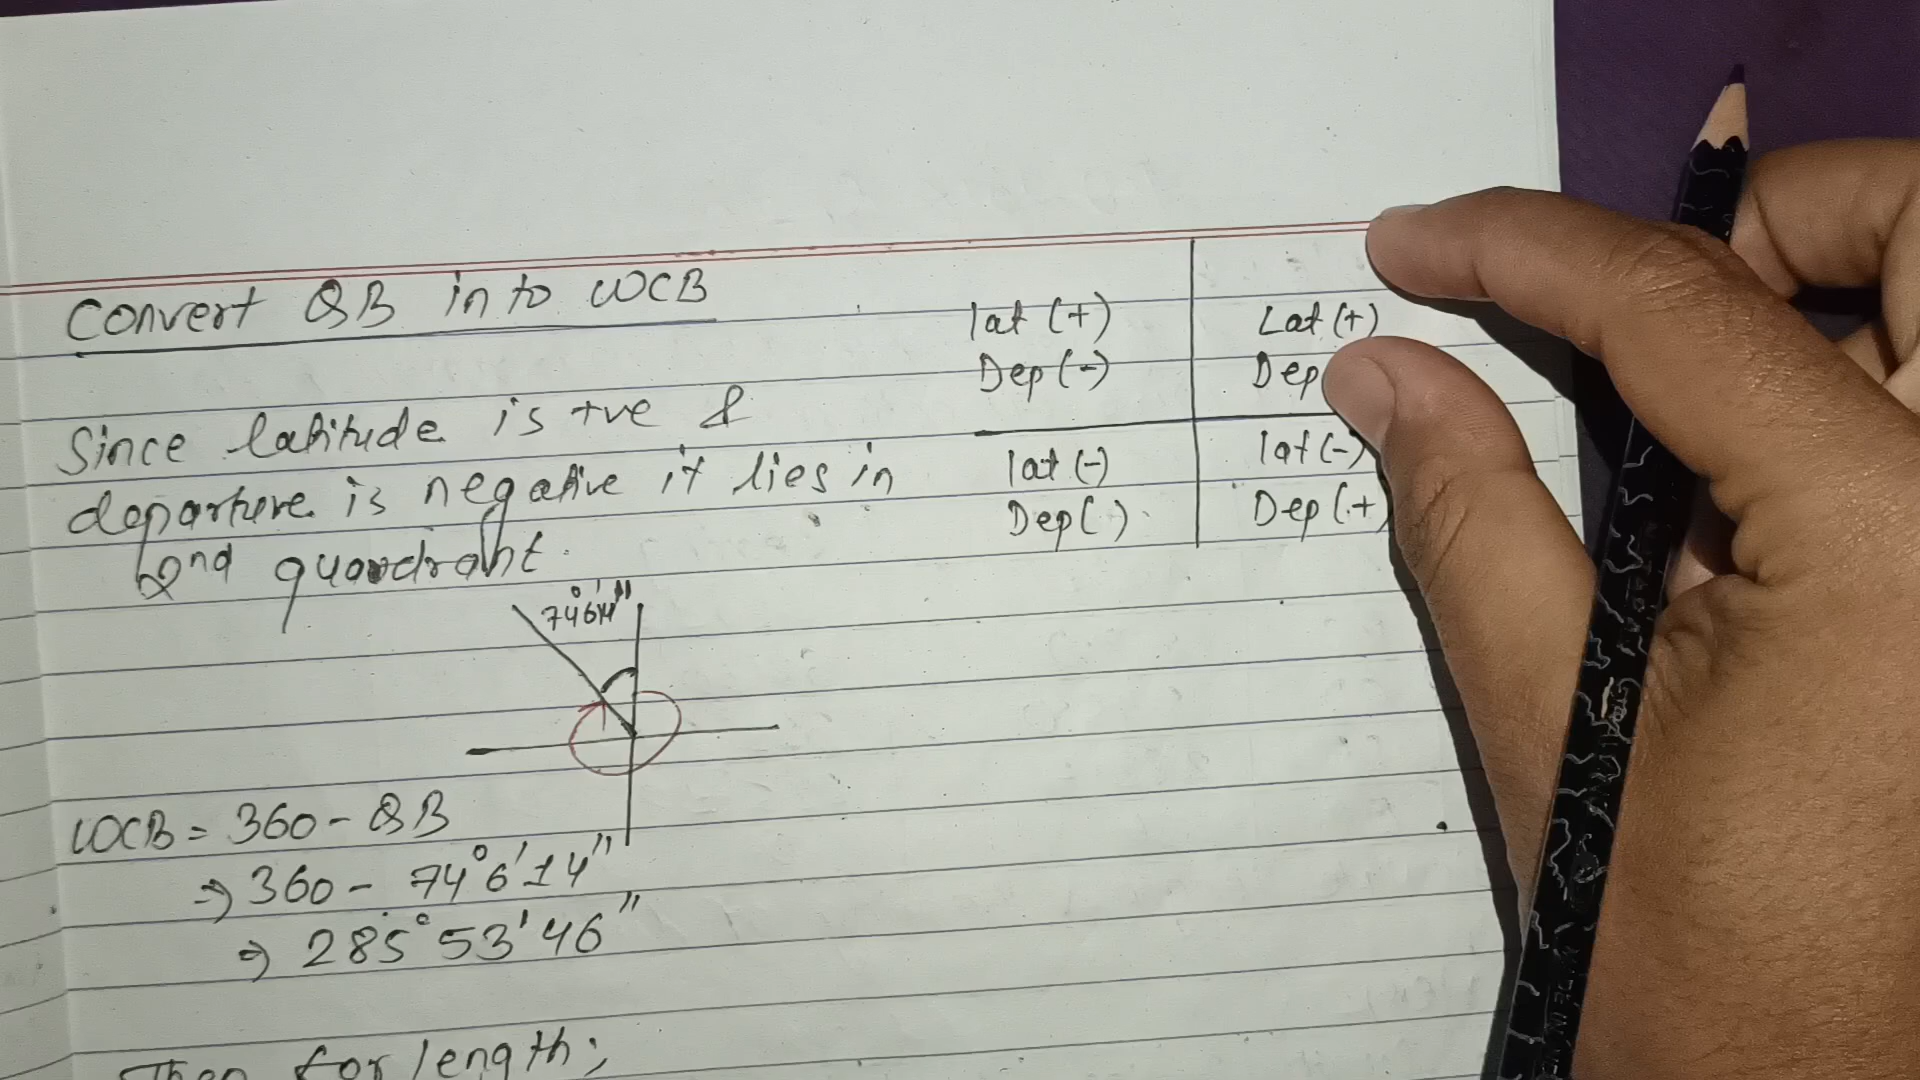 Convert QB in to WCB
Since latitude is +ve &
departure is negative it lies in
2nd quadrant.
lat (+)
Dep (-)
Lat (+)
Dep
lat (-)
Dep ( )
lat (-)
Dep (+)
74°6'14"
WCB = 360 - QB
⇒ 360 - 74°6'14"
⇒ 285°53'46"
Then for length;